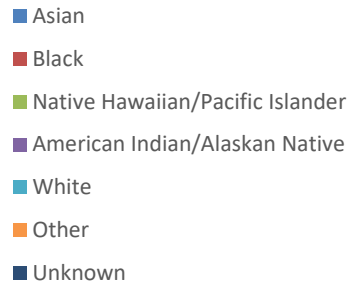 Asian
Black
Native Hawaiian/Pacific Islander
American Indian/Alaskan Native
White
Other
Unknown